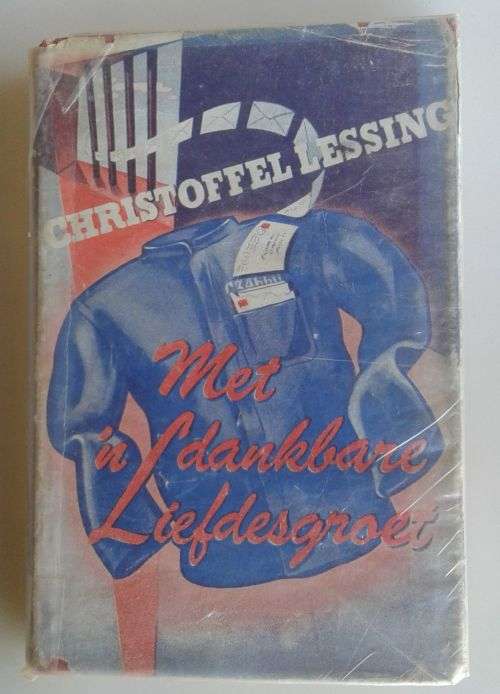 CHRISTOFFEL LESSING
Met
'n dankbare
Liefdesgroet